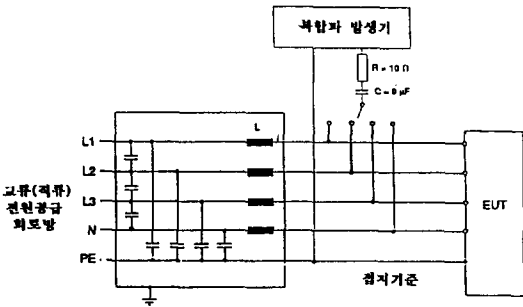 복합파 발생기
R = 10 Ω
C = 9 µF
L
L1
L2
L3
N
PE
교류(직류)
전원공급
회로망
EUT
접지기준